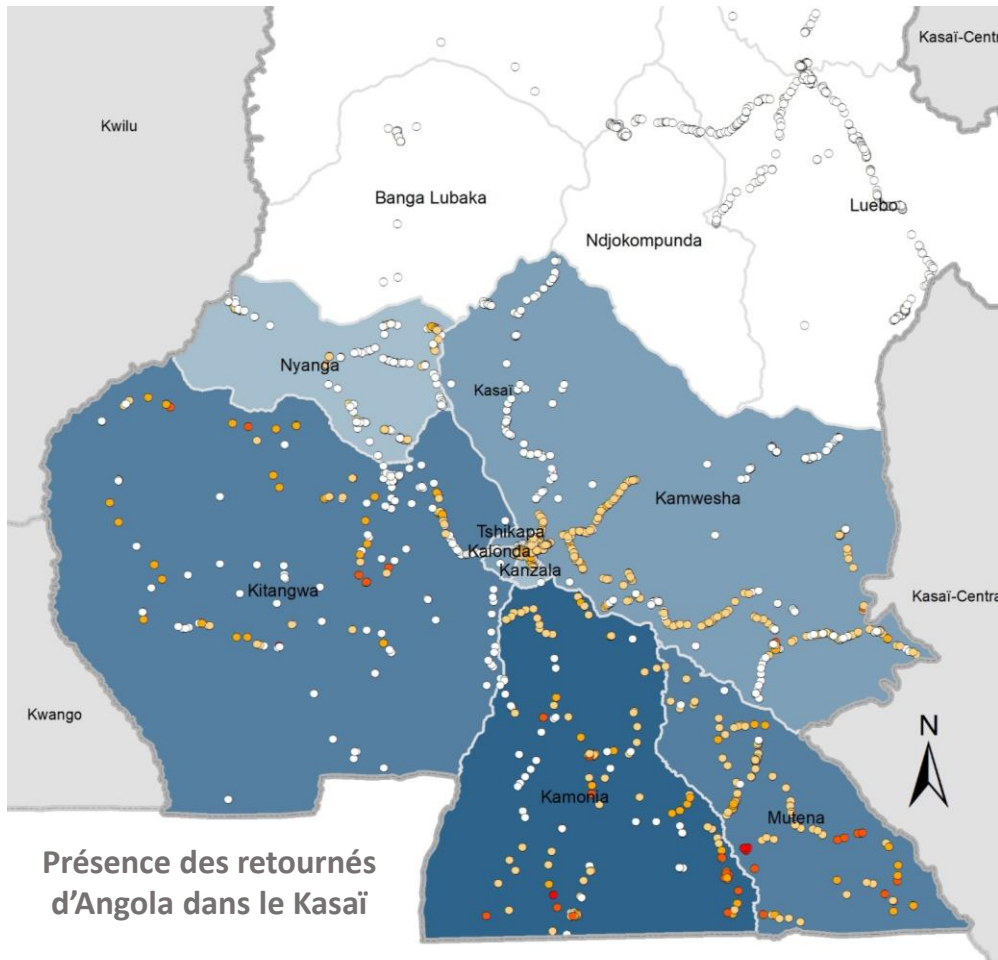 Kasaï-Centr
Kwilu
Banga Lubaka
Luebo
Ndjokompunda
Nyanga
Kasaï
Kamwesha
Tshikapa
Kalonda
Kanzala
Kitangwa
Kasaï-Centra
Kwango
N
Kamonia
Mutena
Présence des retournés
d’Angola dans le Kasaï